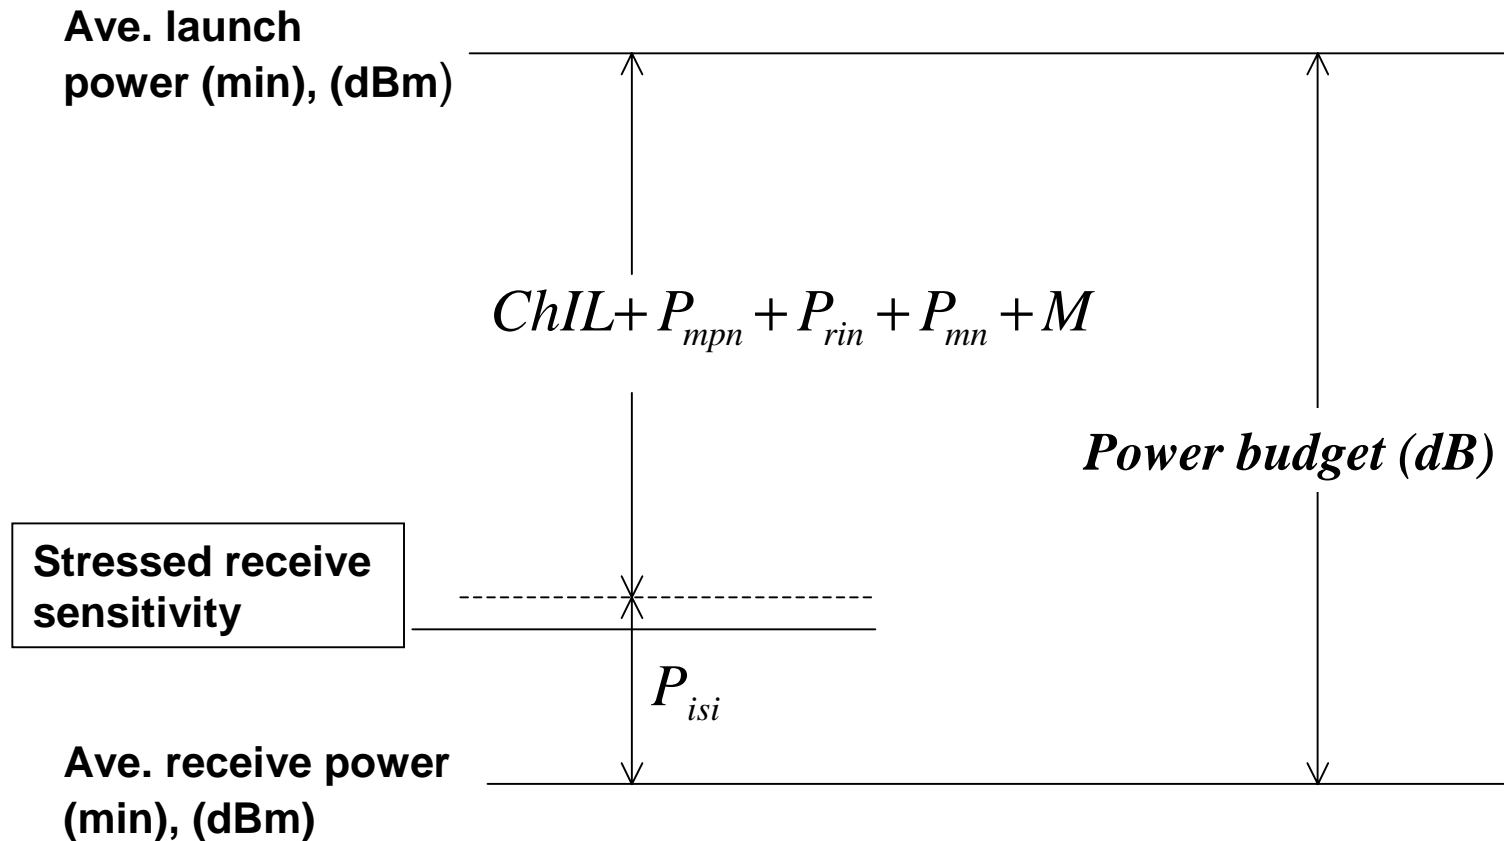 Ave. launch
power (min), (dBm)
ChIL+ P_mpn + P_rin + P_mn + M
Power budget (dB)
Stressed receive
sensitivity
P_isi
Ave. receive power
(min), (dBm)